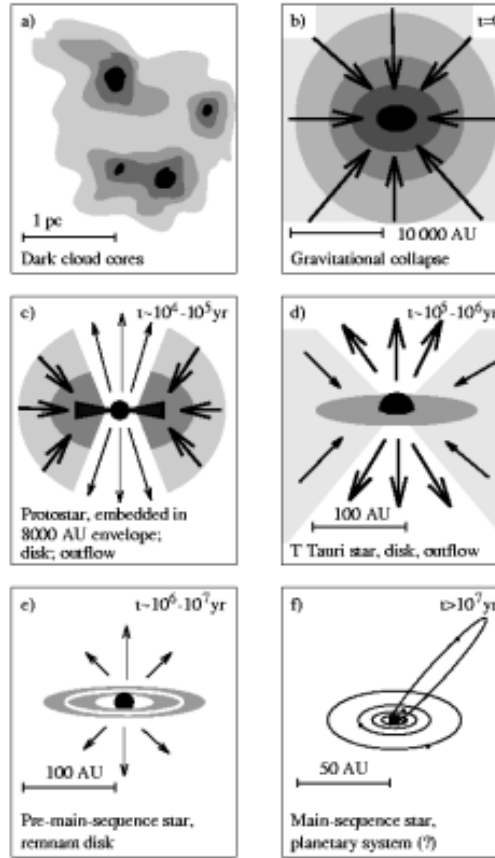 a)
1 pc
Dark cloud cores
b)
t=0
10 000 AU
Gravitational collapse
c)
t~10⁴-10⁵yr
Protostar, embedded in
8000 AU envelope;
disk; outflow
d)
t~10⁵-10⁶yr
100 AU
T Tauri star, disk, outflow
e)
t~10⁶-10⁷yr
100 AU
Pre-main-sequence star,
remnant disk
f)
t>10⁷yr
50 AU
Main-sequence star,
planetary system (?)